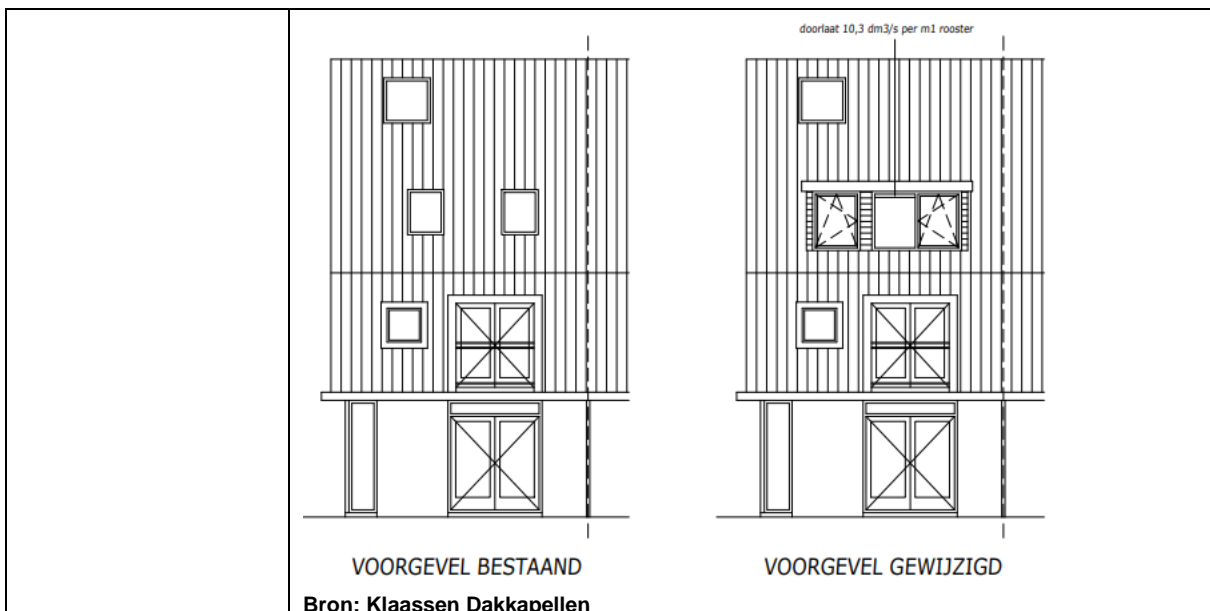 doorlaat 10,3 dm3/s per m1 rooster
VOORGEVEL BESTAAND
VOORGEVEL GEWIJZIGD
Bron: Klaassen Dakkapellen